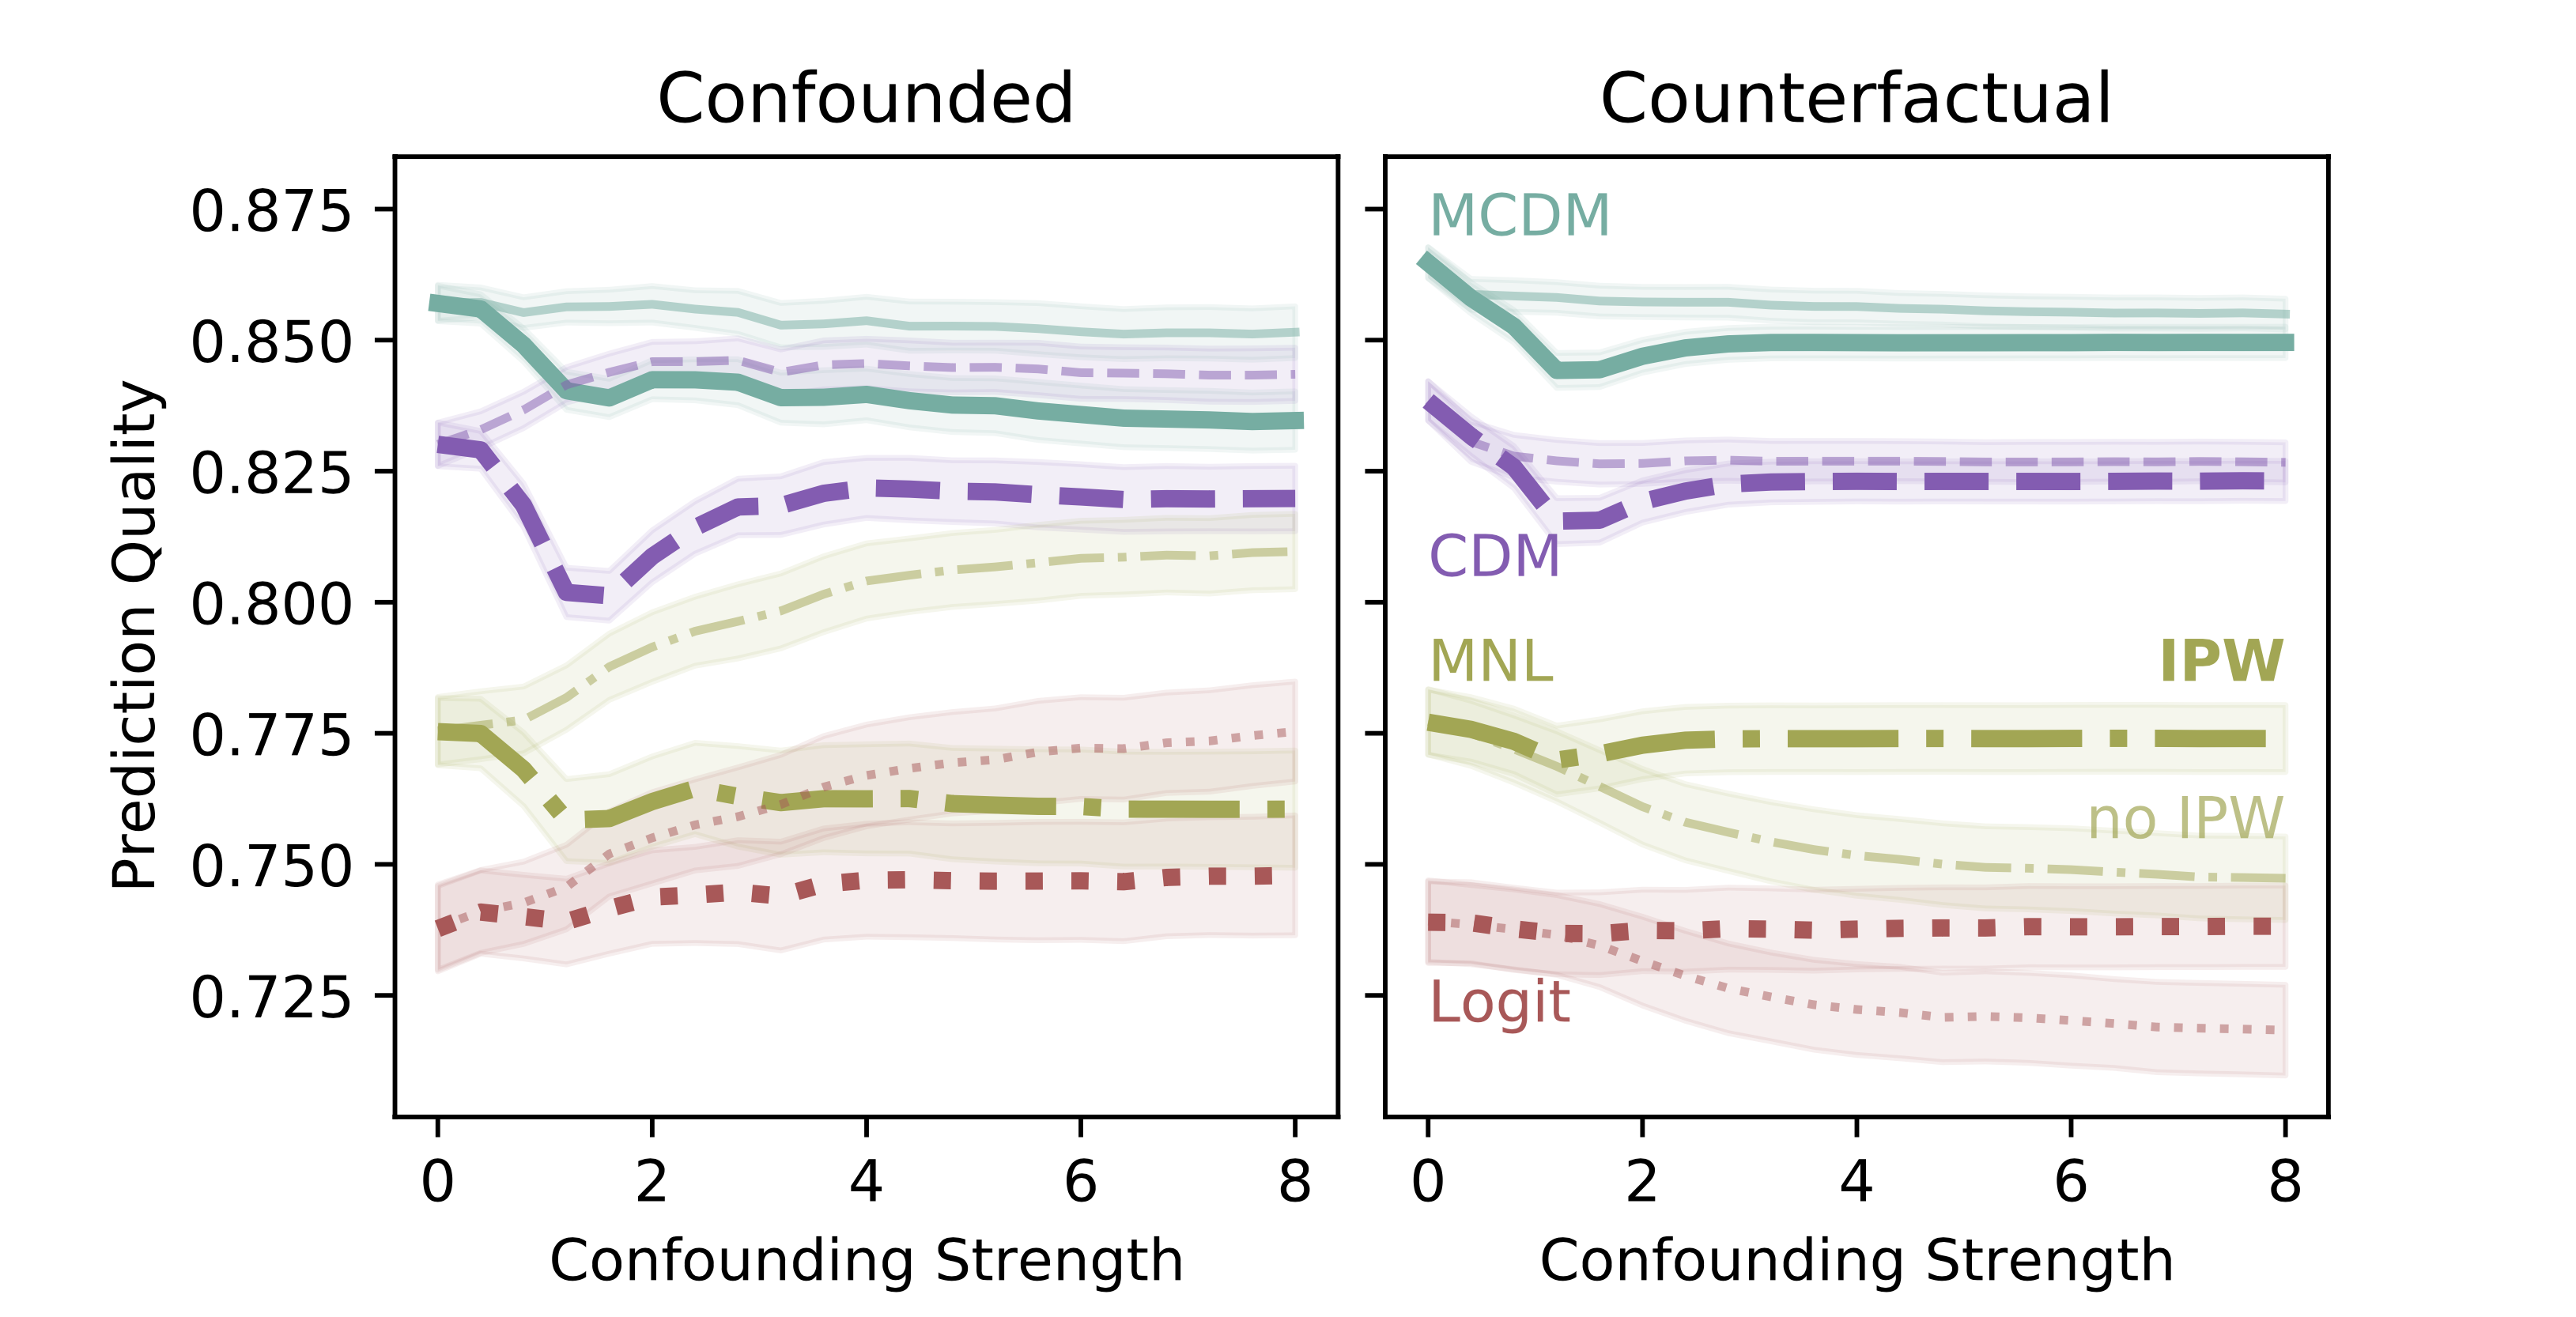 Confounded
Counterfactual
Prediction Quality
0.875
0.850
0.825
0.800
0.775
0.750
0.725
MCDM
CDM
MNL
IPW
no IPW
Logit
0 2 4 6 8
0 2 4 6 8
Confounding Strength
Confounding Strength